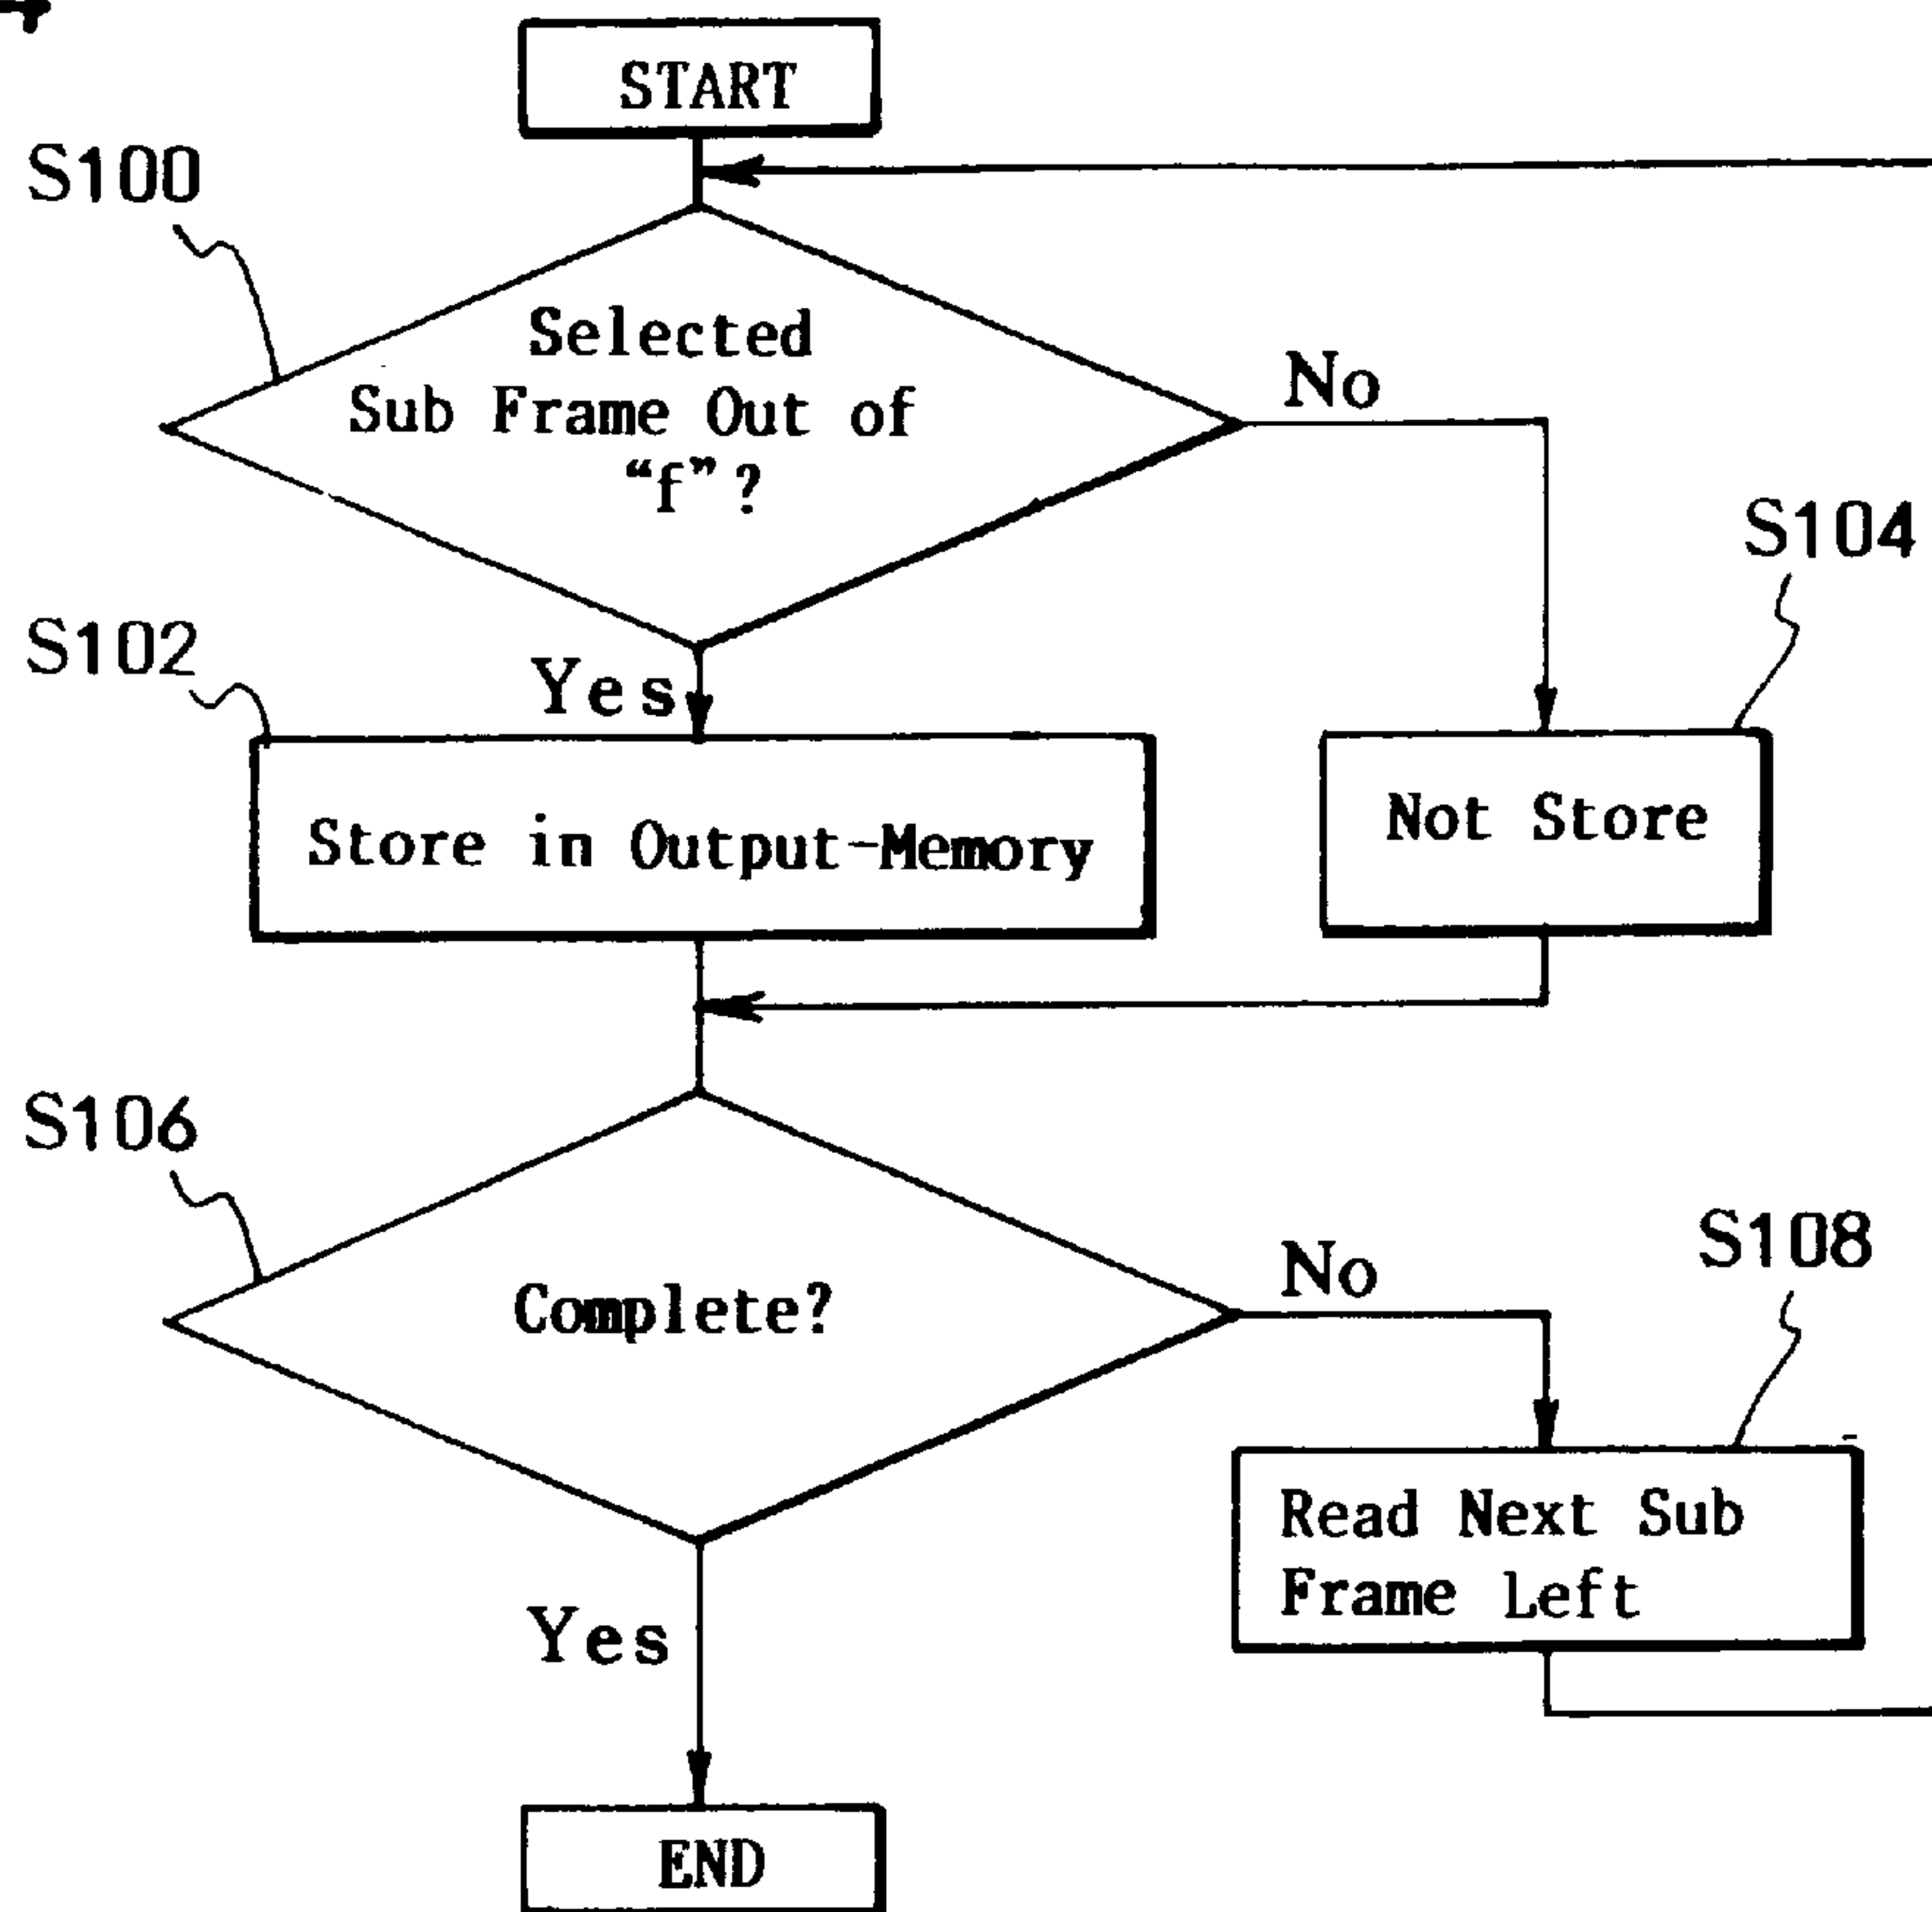 START
S100
Selected
Sub Frame Out of
“f”?
No
S104
S102
Yes
Store in Output-Memory
Not Store
S106
Complete?
No
S108
Read Next Sub
Frame Left
Yes
END